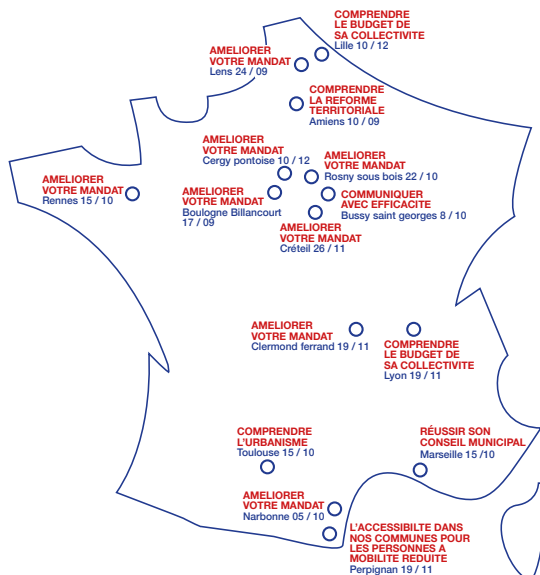 COMPRENDRE
LE BUDGET DE
SA COLLECTIVITE
Lille 10 / 12
AMELIORER
VOTRE MANDAT
Lens 24 / 09
COMPRENDRE
LA REFORME
TERRITORIALE
Amiens 10 / 09
AMELIORER
VOTRE MANDAT
Cergy pontoise 10 / 12
AMELIORER
VOTRE MANDAT
Rosny sous bois 22 / 10
AMELIORER
VOTRE MANDAT
Rennes 15 / 10
AMELIORER
VOTRE MANDAT
Boulogne Billancourt
17 / 09
COMMUNIQUER
AVEC EFFICACITE
Bussy saint georges 8 / 10
AMELIORER
VOTRE MANDAT
Créteil 26 / 11
AMELIORER
VOTRE MANDAT
Clermond ferrand 19 / 11
COMPRENDRE
LE BUDGET DE
SA COLLECTIVITE
Lyon 19 / 11
COMPRENDRE
L'URBANISME
Toulouse 15 / 10
RÉUSSIR SON
CONSEIL MUNICIPAL
Marseille 15 /10
AMELIORER
VOTRE MANDAT
Narbonne 05 / 10
L'ACCESSIBILTE DANS
NOS COMMUNES POUR
LES PERSONNES A
MOBILITE REDUITE
Perpignan 19 / 11